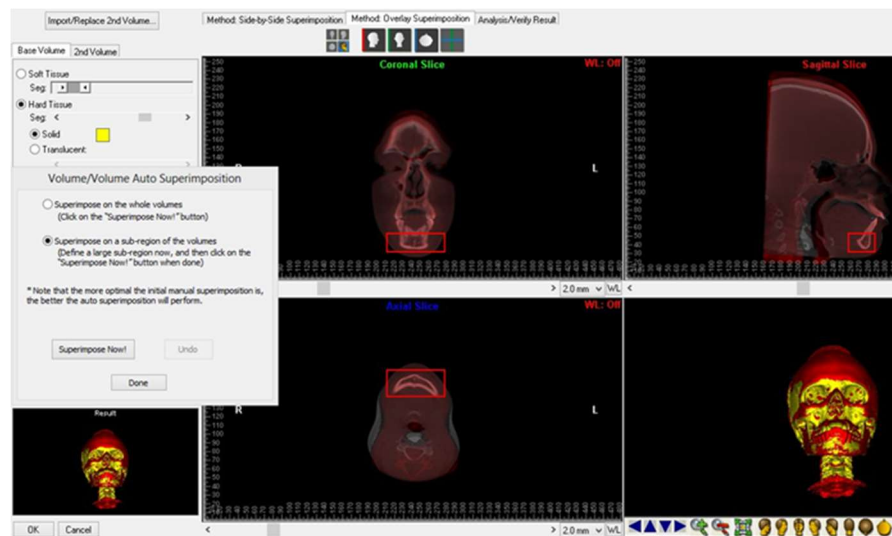 Import/Replace 2nd Volume...
Method: Side-by-Side Superimposition
Method: Overlay Superimposition
Analysis/Verify Result
Base Volume
2nd Volume
Soft Tissue
Seg:
Hard Tissue
Seg:
Solid
Translucent:
Volume/Volume Auto Superimposition
Superimpose on the whole volumes
(Click on the "Superimpose Now!" button)
Superimpose on a sub-region of the volumes
(Define a large sub-region now, and then click on the
"Superimpose Now!" button when done)
* Note that the more optimal the initial manual superimposition is,
the better the auto superimposition will perform.
Superimpose Now!
Undo
Done
Result
OK
Cancel
Coronal Slice
WL: Off
L
2.0 mm
WL
Sagittal Slice
Axial Slice
WL: Off
R
L
2.0 mm
WL